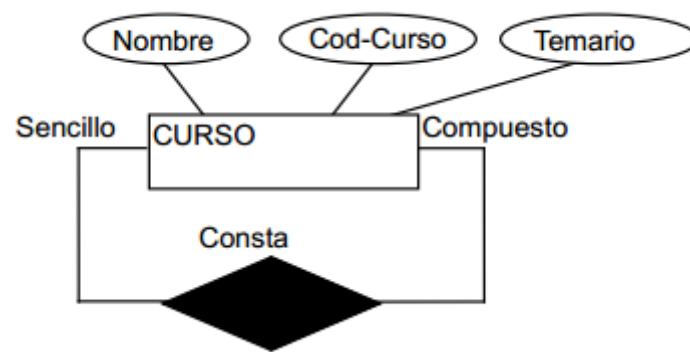 Nombre
Cod-Curso
Temario
Sencillo
CURSO
Compuesto
Consta